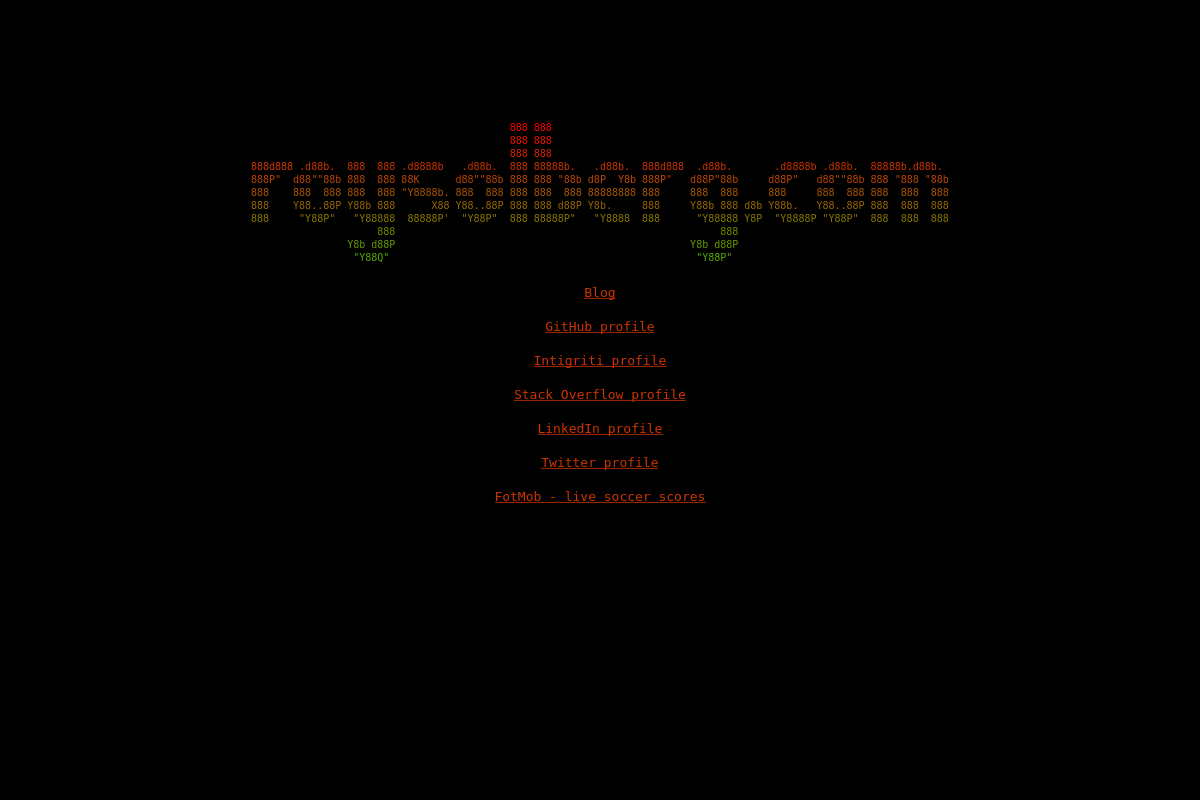 888 888
                                           888 888
                                           888 888
888d888 .d88b.  888  888 .d8888b   .d88b.  888 88888b.   .d88b.  888d888  .d88b.       .d8888b .d88b.  88888b.d88b.
888P"  d88""88b 888  888 88K      d88""88b 888 888 "88b d8P  Y8b 888P"   d88P"88b     d88P"   d88""88b 888 "888 "88b
888    888  888 888  888 "Y8888b. 888  888 888 888  888 88888888 888     888  888     888     888  888 888  888  888
888    Y88..88P Y88b 888      X88 Y88..88P 888 888 d88P Y8b.     888     Y88b 888 d8b Y88b.   Y88..88P 888  888  888
888     "Y88P"   "Y88888  88888P'  "Y88P"  888 88888P"   "Y8888  888      "Y88888 Y8P  "Y8888P "Y88P"  888  888  888
                     888                                                      888
                Y8b d88P                                                 Y8b d88P
                 "Y88Q"                                                   "Y88P"
Blog
GitHub profile
Intigriti profile
Stack Overflow profile
LinkedIn profile
Twitter profile
FotMob - live soccer scores